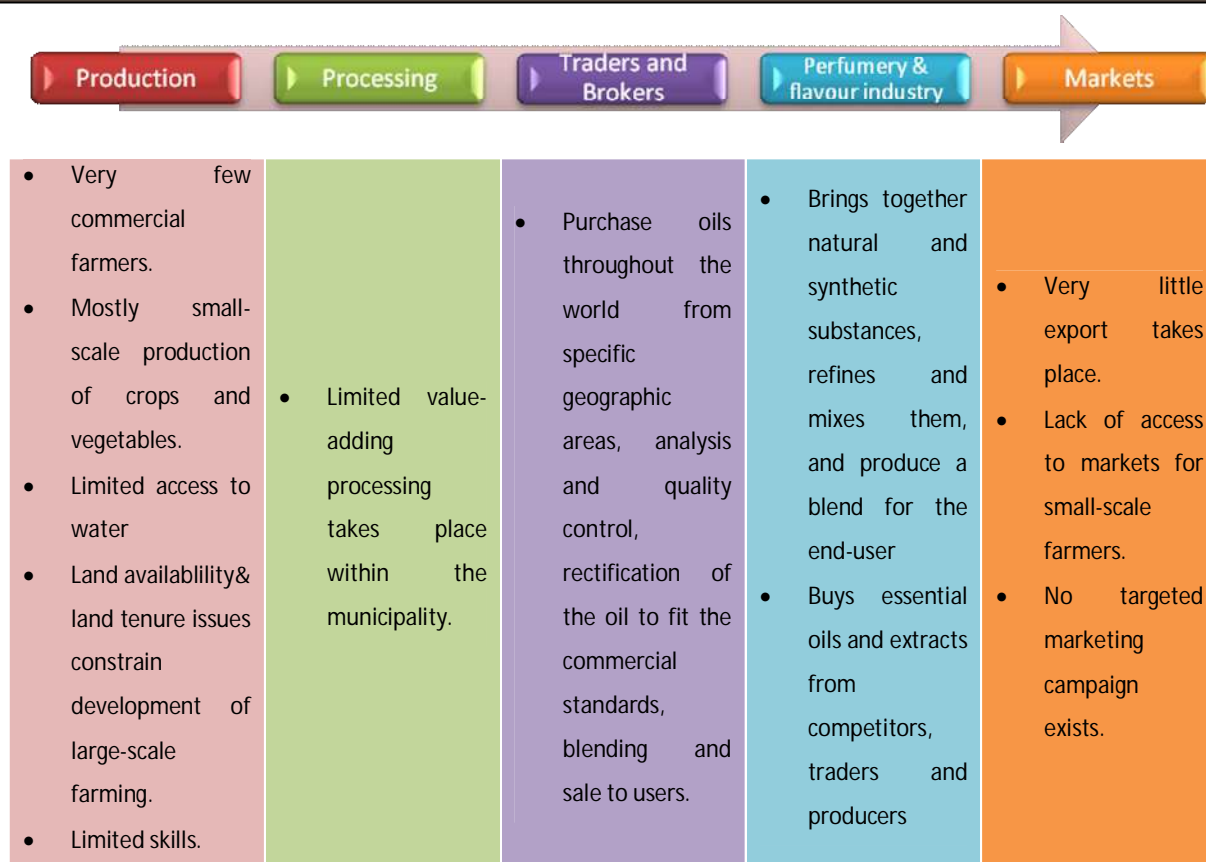 Production
Processing
Traders and
Brokers
Perfumery &
flavour industry
Markets
• Very few
commercial
farmers.
• Mostly small-
scale production
of crops and
vegetables.
• Limited access to
water
• Land availablility&
land tenure issues
constrain
development of
large-scale
farming.
• Limited skills.
• Limited value-
adding
processing
takes place
within the
municipality.
• Purchase oils
throughout the
world from
specific
geographic
areas, analysis
and quality
control,
rectification of
the oil to fit the
commercial
standards,
blending and
sale to users.
• Brings together
natural and
synthetic
substances,
refines and
mixes them,
and produce a
blend for the
end-user
• Buys essential
oils and extracts
from
competitors,
traders and
producers
• Very little
export takes
place.
• Lack of access
to markets for
small-scale
farmers.
• No targeted
marketing
campaign
exists.